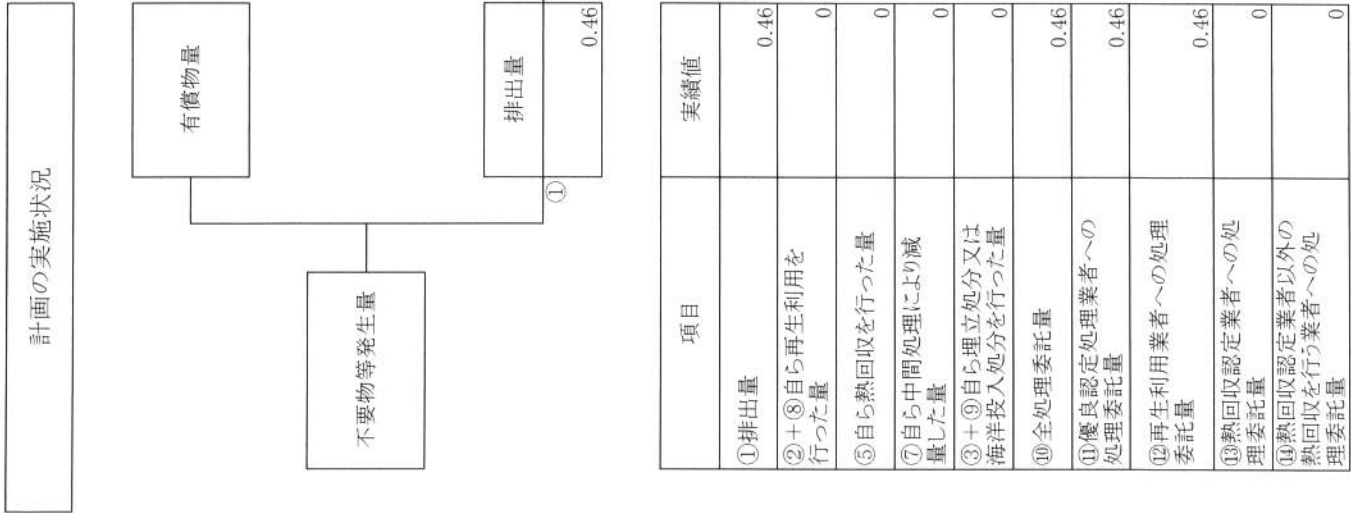 計画の実施状況
有償物量
不要物等発生量
排出量
①
0.46
項目
実績値
①排出量
0.46
②+⑧自ら再生利用を
行った量
0
⑤自ら熱回収を行った量
0
⑦自ら中間処理により減
量した量
0
③+⑨自ら埋立処分又は
海洋投入処分を行った量
0
⑩全処理委託量
0.46
⑪優良認定処理業者への
処理委託量
0.46
⑫再生利用業者への処理
委託量
0.46
⑬熱回収認定業者への処
理委託量
0
⑭熱回収認定業者以外の
熱回収を行う業者への処
理委託量
0